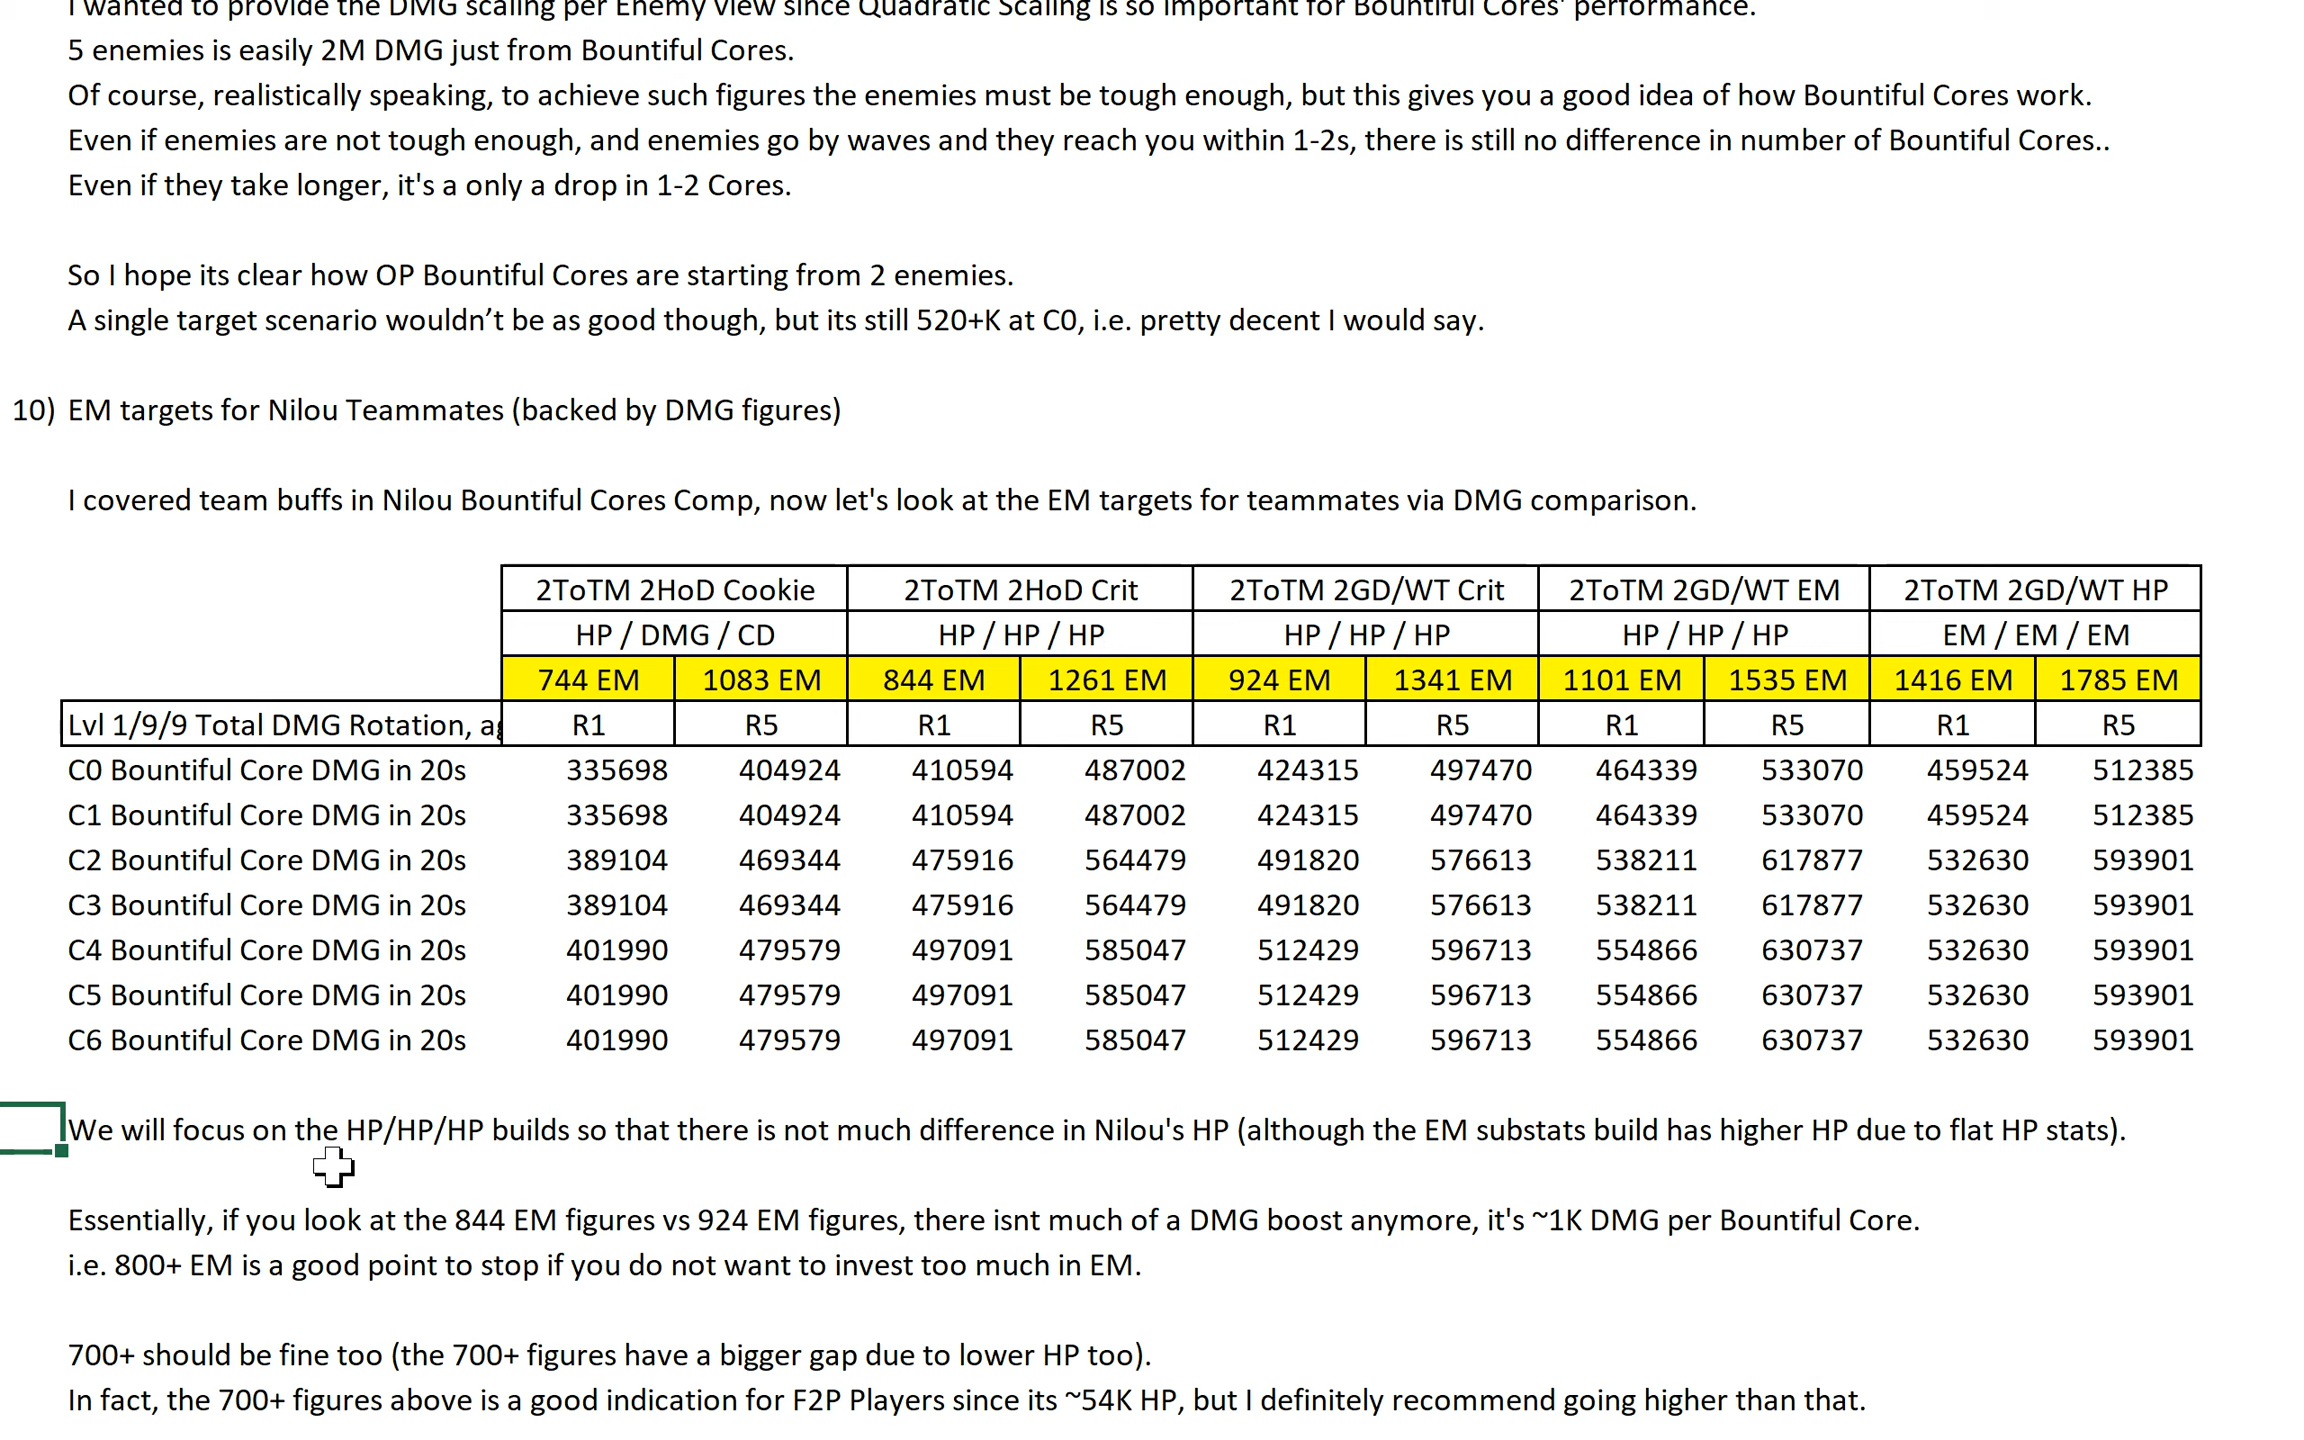 I wanted to provide the DMG scaling per Enemy view since Quadratic Scaling is so important for Bountiful Cores' performance.
5 enemies is easily 2M DMG just from Bountiful Cores.
Of course, realistically speaking, to achieve such figures the enemies must be tough enough, but this gives you a good idea of how Bountiful Cores work.
Even if enemies are not tough enough, and enemies go by waves and they reach you within 1-2s, there is still no difference in number of Bountiful Cores..
Even if they take longer, it's a only a drop in 1-2 Cores.
So I hope its clear how OP Bountiful Cores are starting from 2 enemies.
A single target scenario wouldn’t be as good though, but its still 520+K at C0, i.e. pretty decent I would say.
10) EM targets for Nilou Teammates (backed by DMG figures)
I covered team buffs in Nilou Bountiful Cores Comp, now let's look at the EM targets for teammates via DMG comparison.
2ToTM 2HoD Cookie 2ToTM 2HoD Crit 2ToTM 2GD/WT Crit 2ToTM 2GD/WT EM 2ToTM 2GD/WT HP
HP / DMG / CD HP / HP / HP HP / HP / HP HP / HP / HP EM / EM / EM
744 EM 1083 EM 844 EM 1261 EM 924 EM 1341 EM 1101 EM 1535 EM 1416 EM 1785 EM
Lvl 1/9/9 Total DMG Rotation, R1 R5 R1 R5 R1 R5 R1 R5 R1 R5
C0 Bountiful Core DMG in 20s 335698 404924 410594 487002 424315 497470 464339 533070 459524 512385
C1 Bountiful Core DMG in 20s 335698 404924 410594 487002 424315 497470 464339 533070 459524 512385
C2 Bountiful Core DMG in 20s 389104 469344 475916 564479 491820 576613 538211 617877 532630 593901
C3 Bountiful Core DMG in 20s 389104 469344 475916 564479 491820 576613 538211 617877 532630 593901
C4 Bountiful Core DMG in 20s 401990 479579 497091 585047 512429 596713 554866 630737 532630 593901
C5 Bountiful Core DMG in 20s 401990 479579 497091 585047 512429 596713 554866 630737 532630 593901
C6 Bountiful Core DMG in 20s 401990 479579 497091 585047 512429 596713 554866 630737 532630 593901
We will focus on the HP/HP/HP builds so that there is not much difference in Nilou's HP (although the EM substats build has higher HP due to flat HP stats).
Essentially, if you look at the 844 EM figures vs 924 EM figures, there isnt much of a DMG boost anymore, it's ~1K DMG per Bountiful Core.
i.e. 800+ EM is a good point to stop if you do not want to invest too much in EM.
700+ should be fine too (the 700+ figures have a bigger gap due to lower HP too).
In fact, the 700+ figures above is a good indication for F2P Players since its ~54K HP, but I definitely recommend going higher than that.